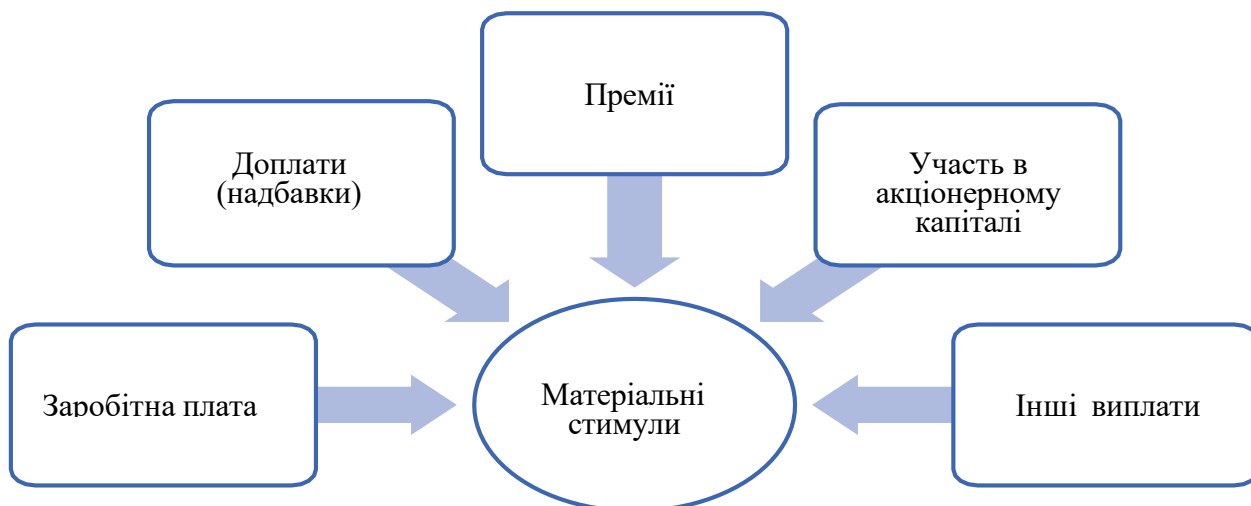 Премії
Доплати
(надбавки)
Участь в
акціонерному
капіталі
Заробітна плата
Матеріальні
стимули
Інші виплати